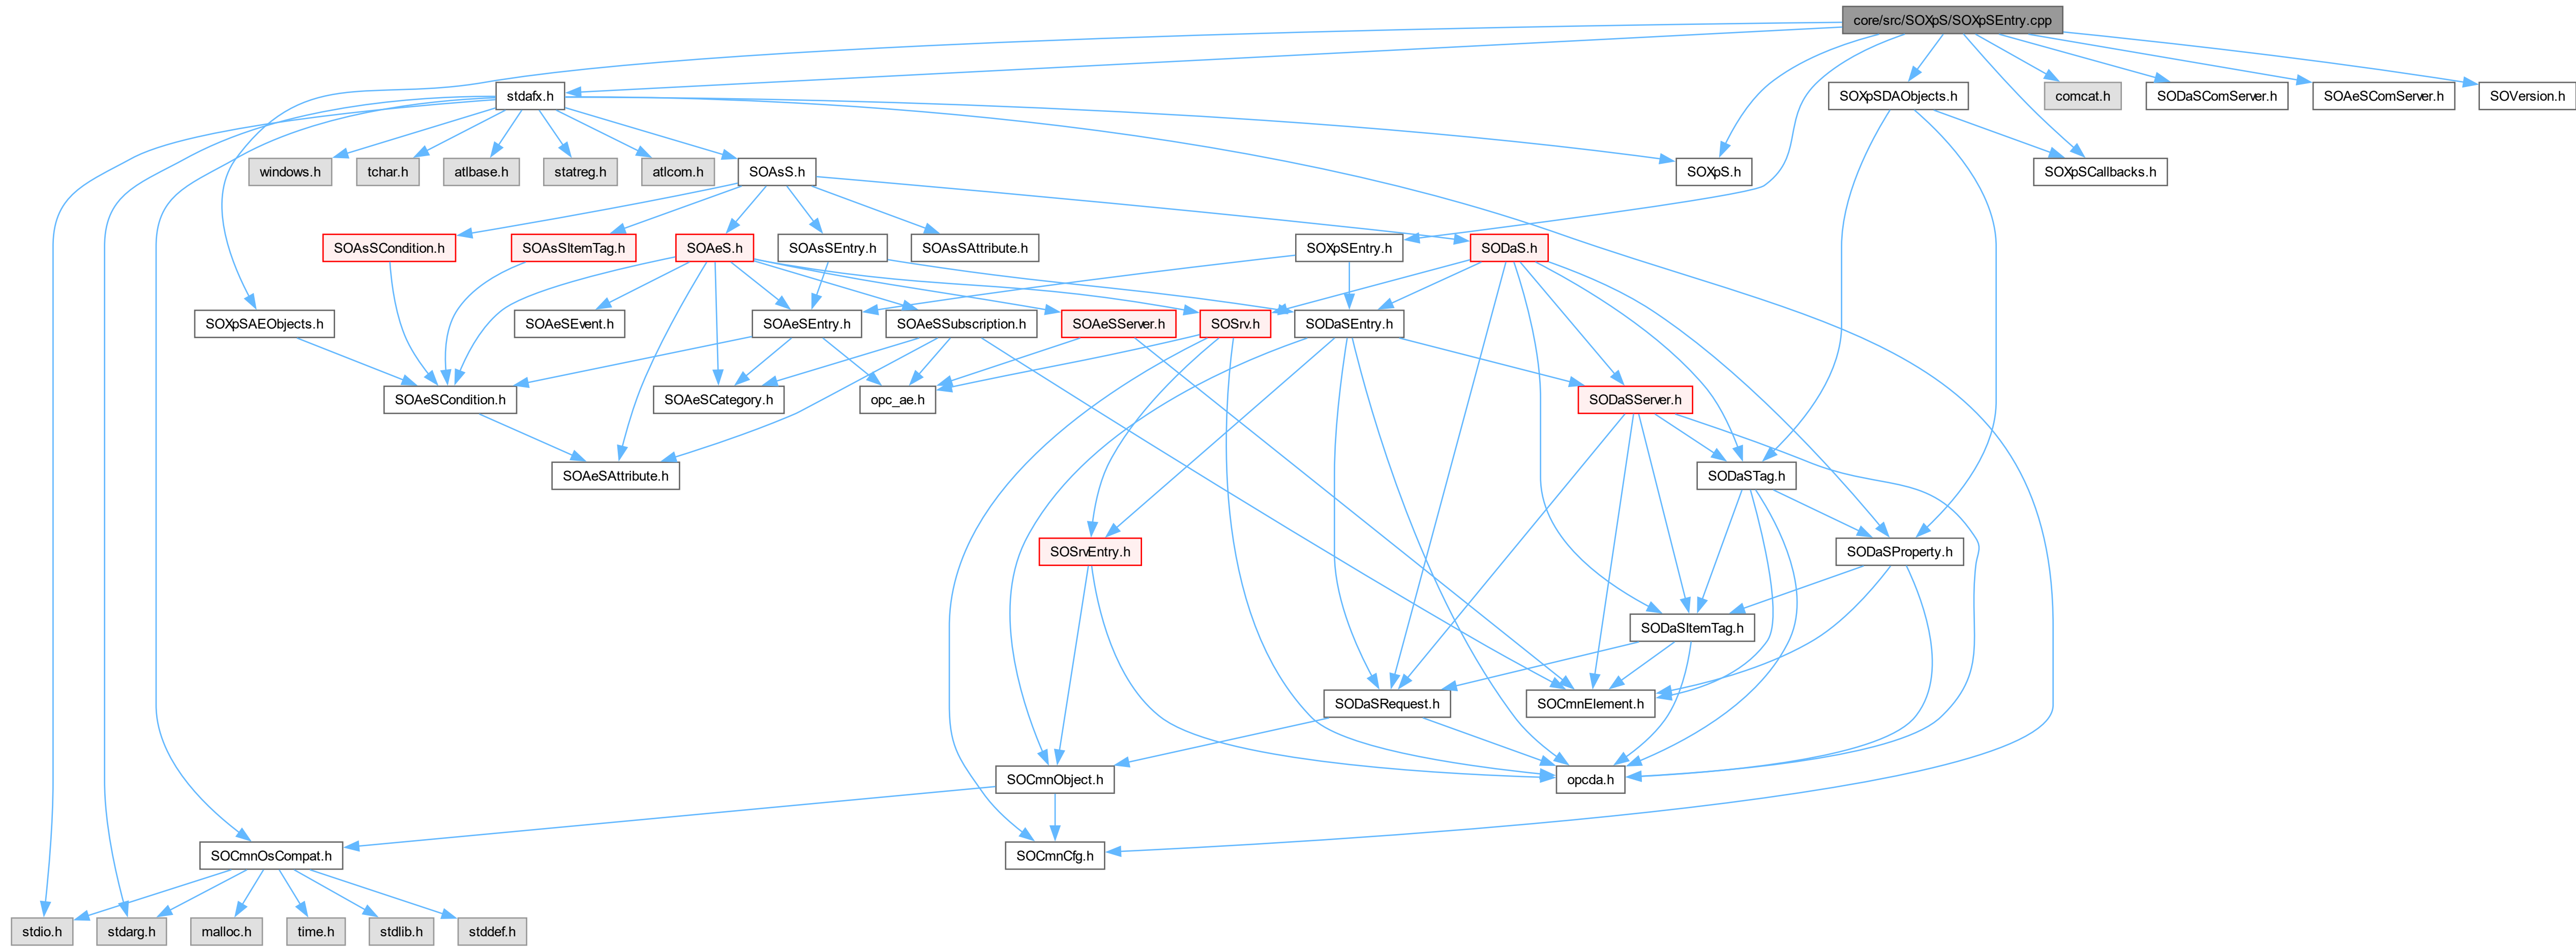 core/src/SOXpS/SOXpSEntry.cpp
stdafx.h
SOXpSDAObjects.h
comcat.h
SODaSComServer.h
SOAeSComServer.h
SOVersion.h
windows.h
tchar.h
atlbase.h
statreg.h
atlcom.h
SOAsS.h
SOXpS.h
SOXpSCallbacks.h
SOAsSCondition.h
SOAsSItemTag.h
SOAeS.h
SOAsSEntry.h
SOAsSAttribute.h
SOXpSEntry.h
SODaS.h
SOXpSAEObjects.h
SOAeSEvent.h
SOAeSEntry.h
SOAeSSubscription.h
SOAeSServer.h
SOSrv.h
SODaSEntry.h
SOAeSCondition.h
SOAeSCategory.h
opc_ae.h
SODaSServer.h
SOAeSAttribute.h
SODaSTag.h
SOSrvEntry.h
SODaSProperty.h
SODaSItemTag.h
SODaSRequest.h
SOCmnElement.h
SOCmnObject.h
opcda.h
SOCmnOsCompat.h
SOCmnCfg.h
stdio.h
stdarg.h
malloc.h
time.h
stdlib.h
stddef.h